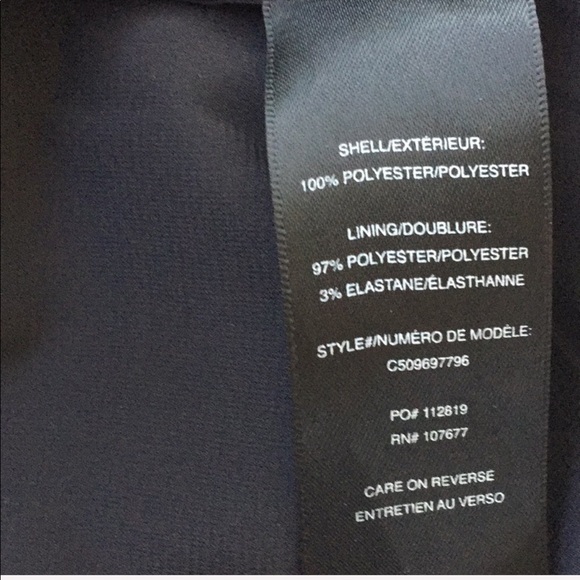 SHELL/EXTÉRIEUR:
100% POLYESTER/POLYESTER
LINING/DOUBLURE:
97% POLYESTER/POLYESTER
3% ELASTANE/ÉLASTHANNE
STYLE#/NUMÉRO DE MODÈLE:
C509697796
PO# 112819
RN# 107677
CARE ON REVERSE
ENTRETIEN AU VERSO